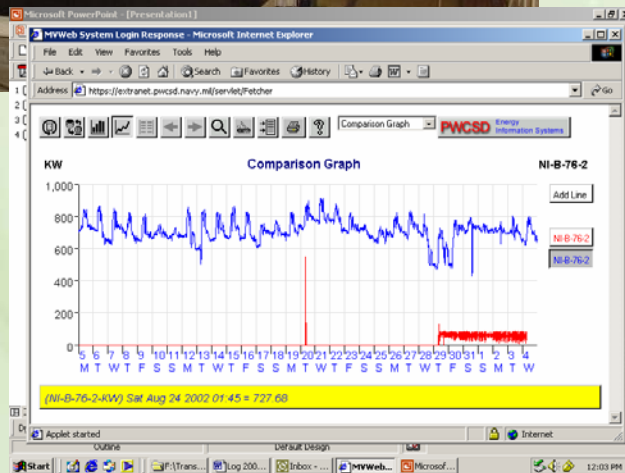 Microsoft PowerPoint - [Presentation1]
MVWeb System Login Response - Microsoft Internet Explorer
File Edit View Favorites Tools Help
Back Search Favorites History
Address https://extranet.pwcsd.navy.mil/servlet/Fetcher Go
Comparison Graph PWCSD Energy Information Systems
KW Comparison Graph NI-B-76-2
Add Line
NI-B-76-2
NI-B-76-2
1,000
800
600
400
200
0
5 6 7 8 9 10 11 12 13 14 15 16 17 18 19 20 21 22 23 24 25 26 27 28 29 30 31 1 2 3 4
M T W T F S S M T W T F S S M T W T F S S M T W T F S S M T W
(NI-B-76-2-KW) Sat Aug 24 2002 01:45 = 727.68
Applet started Internet
Outline Default Design
Start F:\Trans... Log 200... Inbox - ... MVWeb... Microsof... 12:03 PM